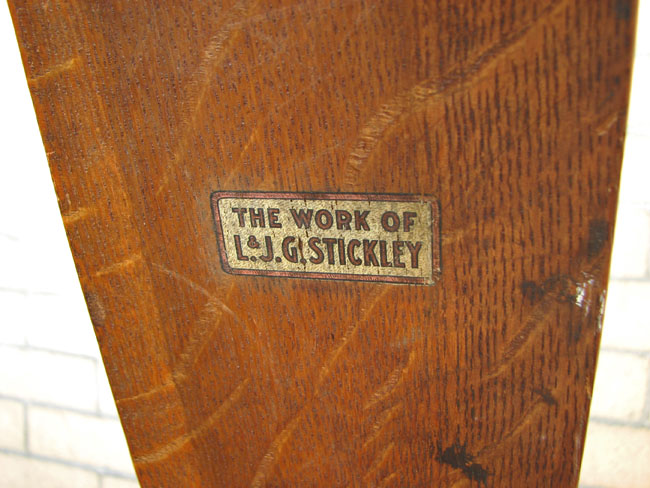 THE WORK OF
L. & J.G. STICKLEY